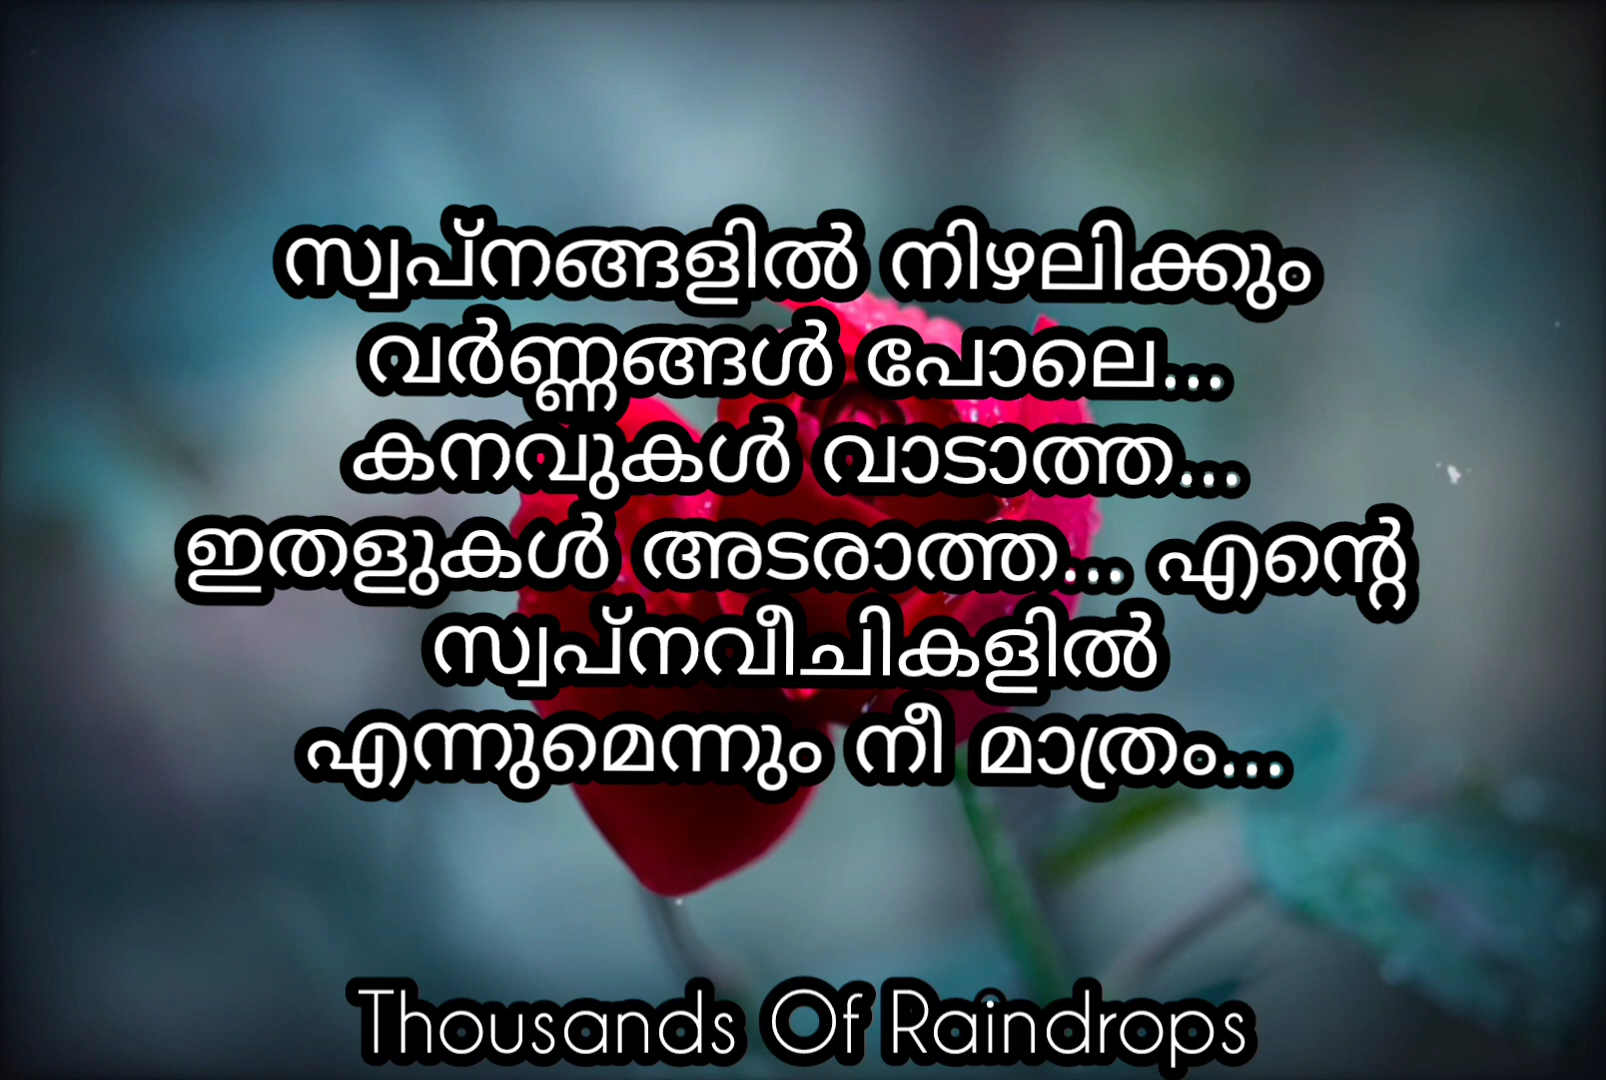 സ്വപ്നങ്ങളിൽ നിഴലിക്കും
വർണ്ണങ്ങൾ പോലെ...
കനവുകൾ വാടാത്ത...
ഇതളുകൾ അടരാത്ത... എന്റെ
സ്വപ്നവീചികളിൽ
എന്നുമെന്നും നീ മാത്രം...
Thousands Of Raindrops